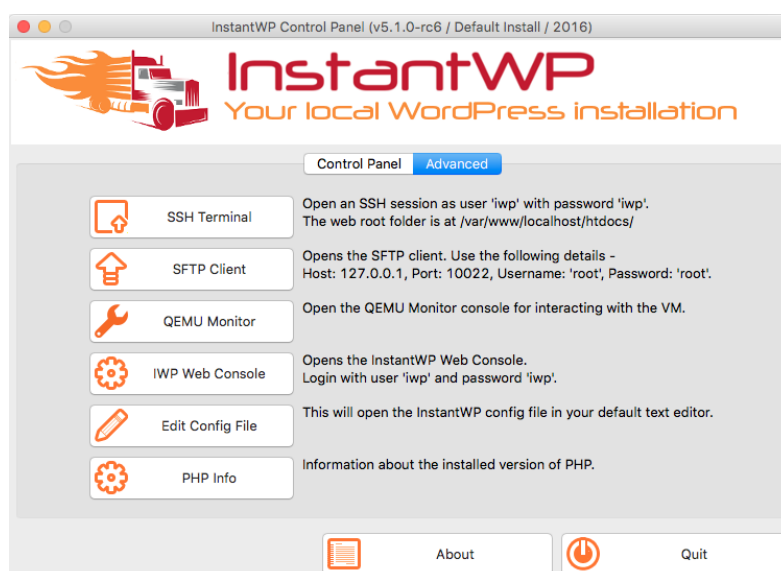 InstantWP Control Panel (v5.1.0-rc6 / Default Install / 2016)
InstantWP
Your local WordPress installation
Control Panel
Advanced
SSH Terminal
Open an SSH session as user 'iwp' with password 'iwp'.
The web root folder is at /var/www/localhost/htdocs/
SFTP Client
Opens the SFTP client. Use the following details -
Host: 127.0.0.1, Port: 10022, Username: 'root', Password: 'root'.
QEMU Monitor
Open the QEMU Monitor console for interacting with the VM.
IWP Web Console
Opens the InstantWP Web Console.
Login with user 'iwp' and password 'iwp'.
Edit Config File
This will open the InstantWP config file in your default text editor.
PHP Info
Information about the installed version of PHP.
About
Quit